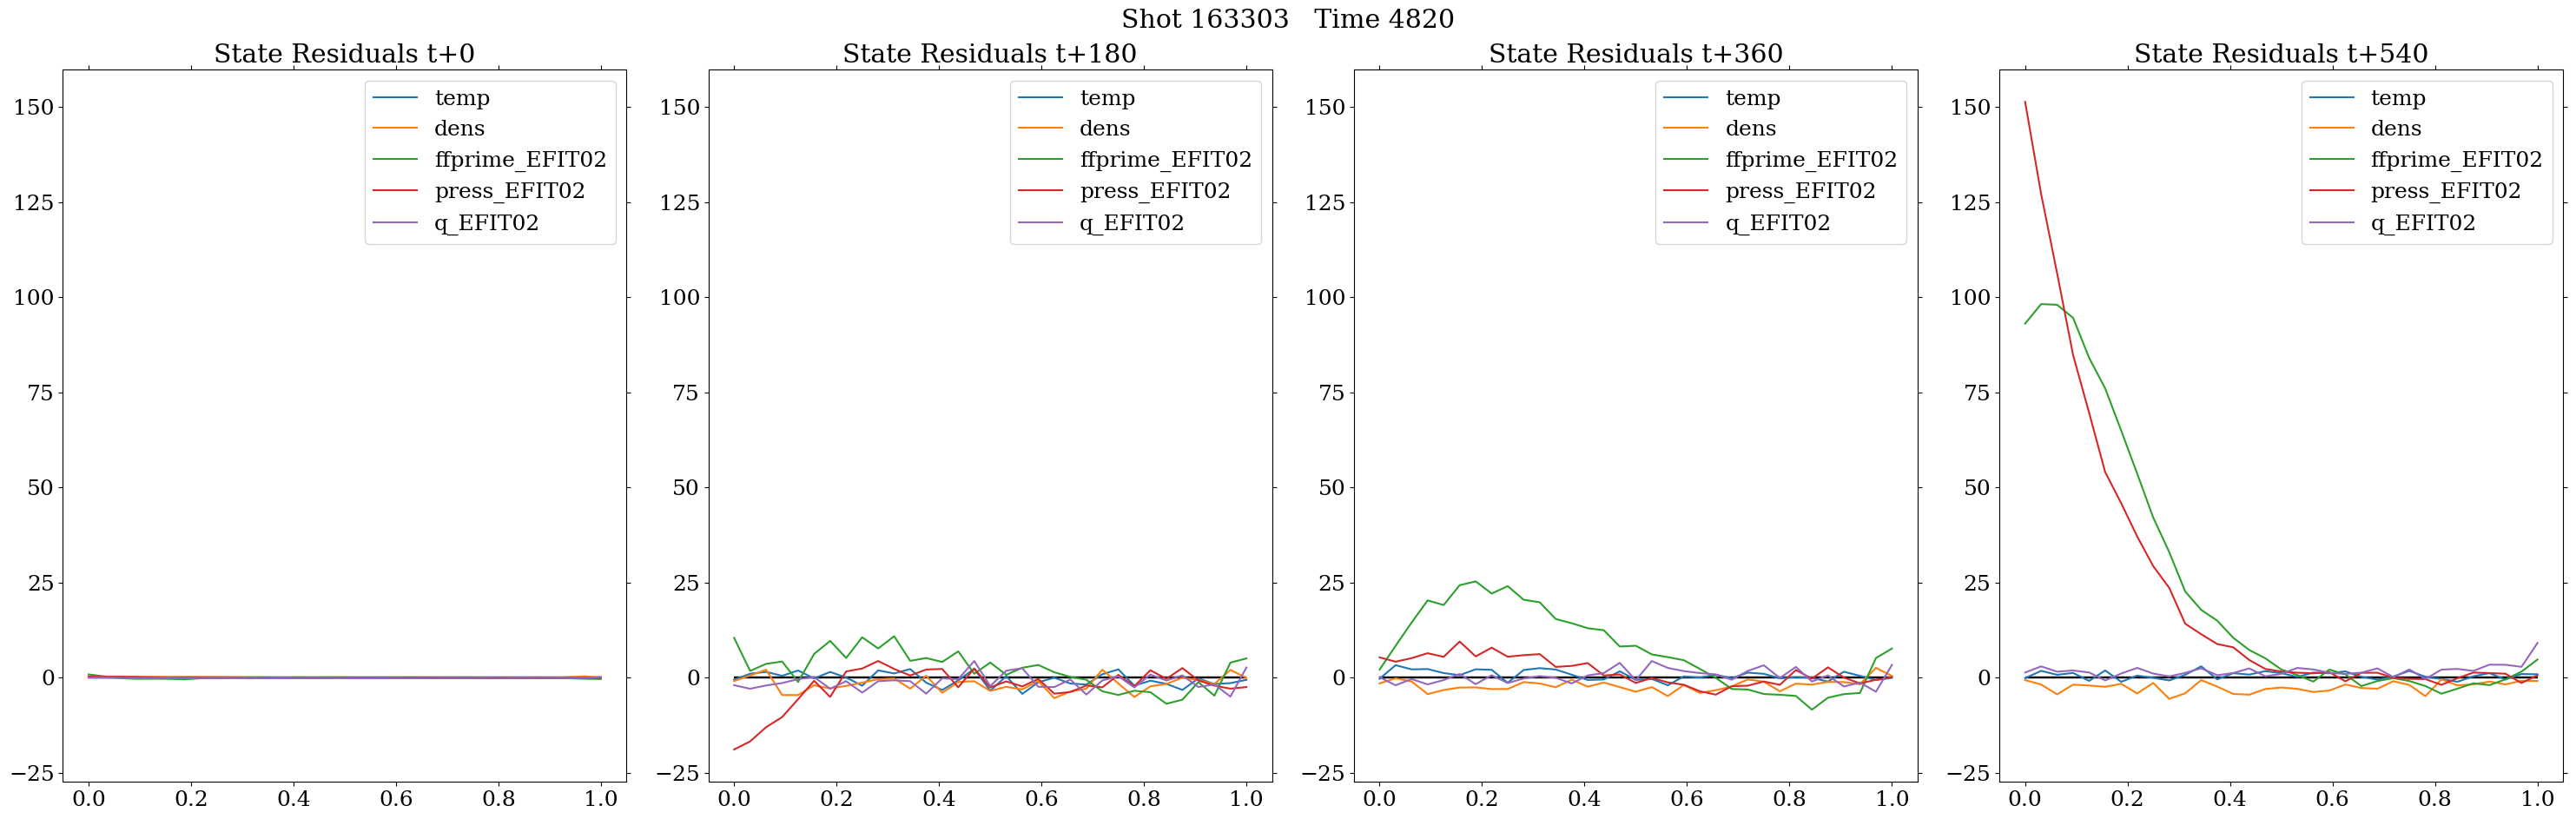 Shot 163303   Time 4820
State Residuals t+0
150
125
100
75
50
25
0
−25
0.0 0.2 0.4 0.6 0.8 1.0
temp
dens
ffprime_EFIT02
press_EFIT02
q_EFIT02
State Residuals t+180
150
125
100
75
50
25
0
−25
0.0 0.2 0.4 0.6 0.8 1.0
temp
dens
ffprime_EFIT02
press_EFIT02
q_EFIT02
State Residuals t+360
150
125
100
75
50
25
0
−25
0.0 0.2 0.4 0.6 0.8 1.0
temp
dens
ffprime_EFIT02
press_EFIT02
q_EFIT02
State Residuals t+540
150
125
100
75
50
25
0
−25
0.0 0.2 0.4 0.6 0.8 1.0
temp
dens
ffprime_EFIT02
press_EFIT02
q_EFIT02